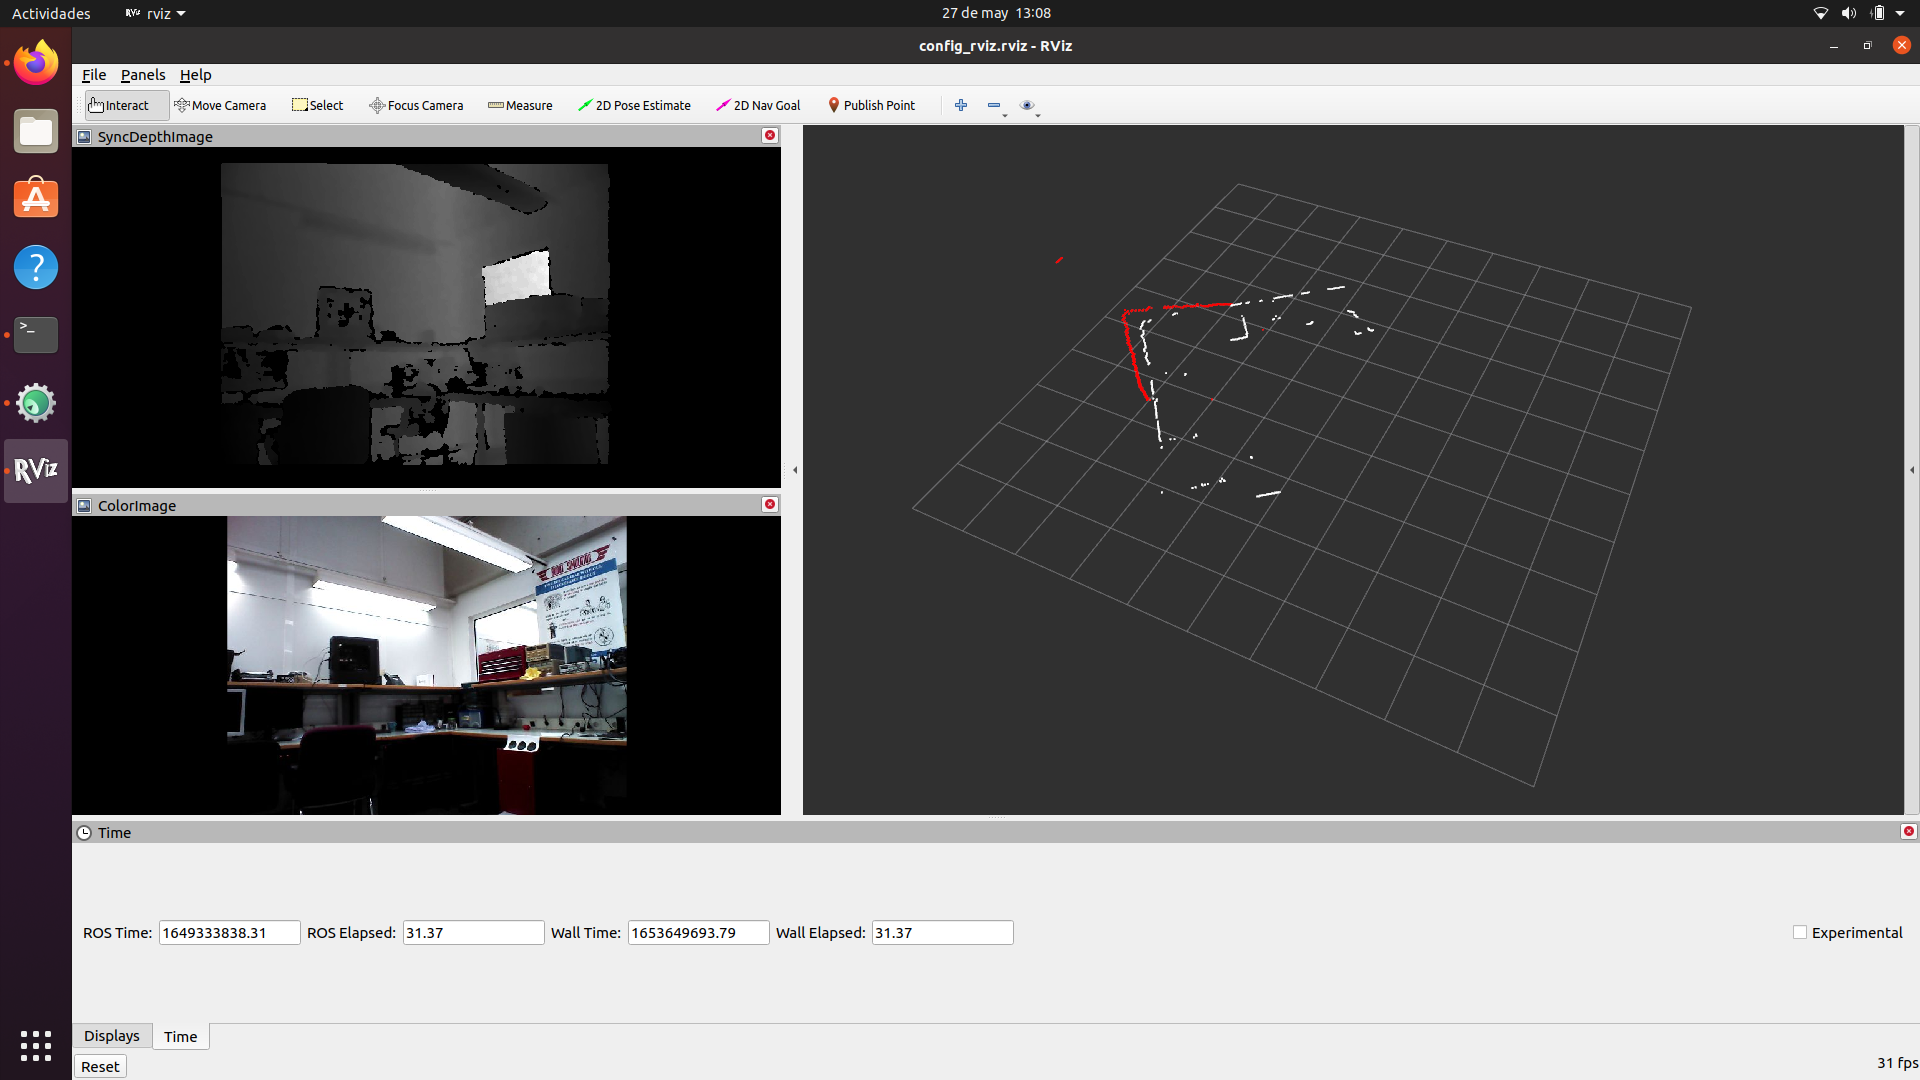 Actividades
RViz rviz
27 de may 13:08
config_rviz.rviz - RViz
File Panels Help
Interact Move Camera Select Focus Camera Measure 2D Pose Estimate 2D Nav Goal Publish Point
SyncDepthImage
RViz
ColorImage
Time
ROS Time: 1649333838.31 ROS Elapsed: 31.37 Wall Time: 1653649693.79 Wall Elapsed: 31.37 Experimental
Displays Time
Reset
31 fps